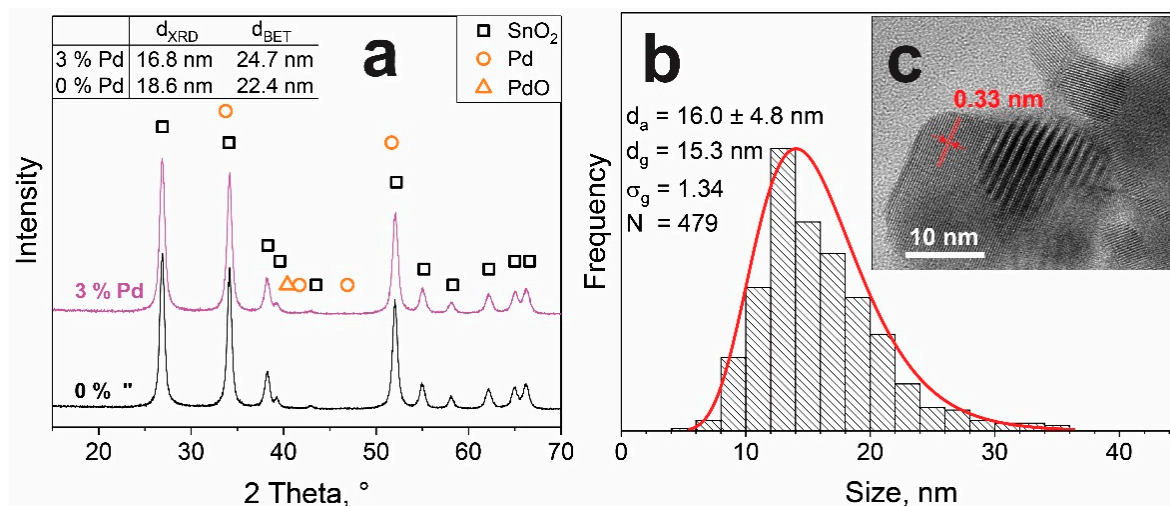 a
d_XRD d_BET
3 % Pd 16.8 nm 24.7 nm
0 % Pd 18.6 nm 22.4 nm
SnO₂
Pd
PdO
Intensity
3 % Pd
0 % "
15 20 30 40 50 60 70
2 Theta, °
b
dₐ = 16.0 ± 4.8 nm
d_g = 15.3 nm
σ_g = 1.34
N = 479
Frequency
0 10 20 30 40
Size, nm
c
0.33 nm
10 nm